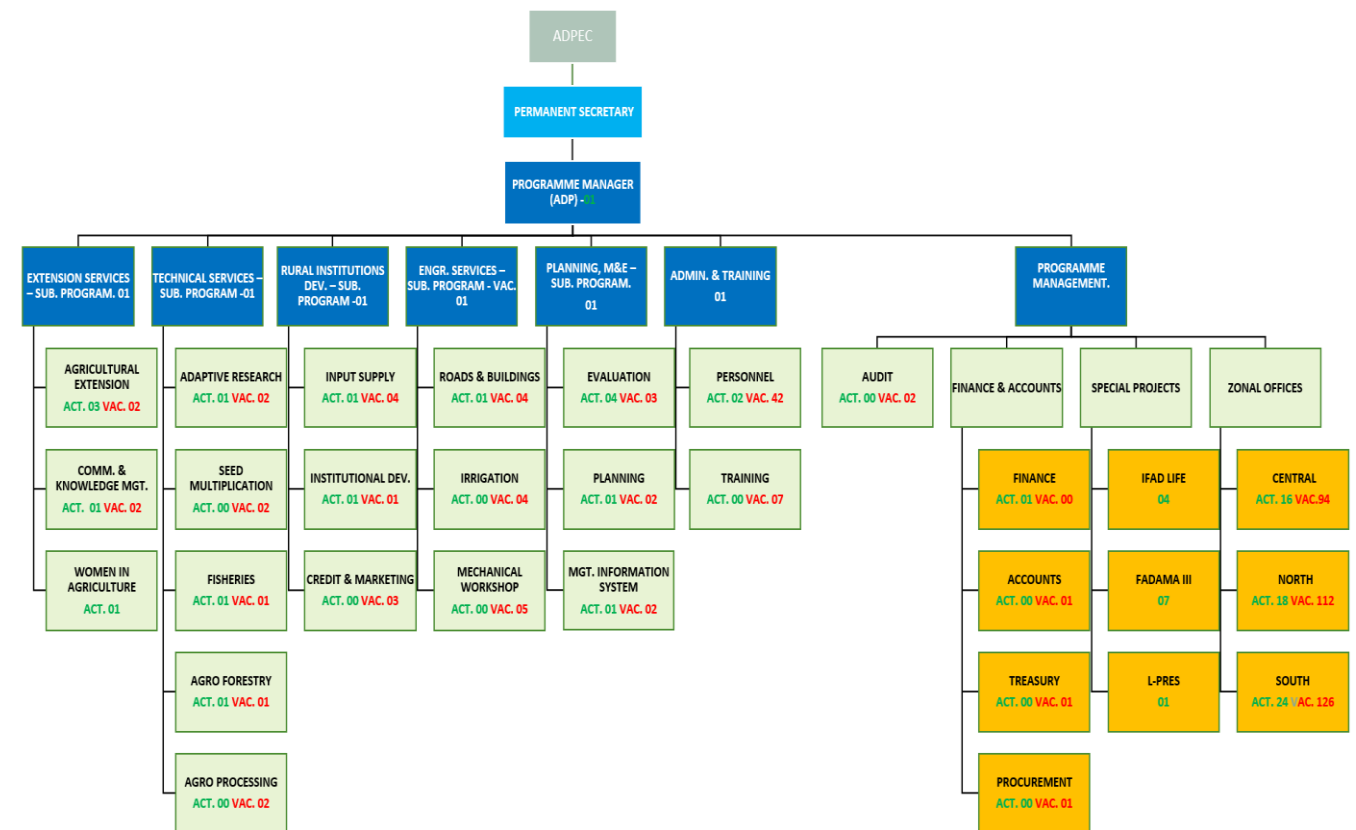 ADPEC
PERMANENT SECRETARY
PROGRAMME MANAGER
(ADP) -01
EXTENSION SERVICES
– SUB. PROGRAM. 01
TECHNICAL SERVICES –
SUB. PROGRAM -01
RURAL INSTITUTIONS
DEV. – SUB.
PROGRAM -01
ENGR. SERVICES –
SUB. PROGRAM - VAC.
01
PLANNING, M&E –
SUB. PROGRAM.
01
ADMIN. & TRAINING
01
PROGRAMME
MANAGEMENT.
AGRICULTURAL
EXTENSION
ACT. 03 VAC. 02
ADAPTIVE RESEARCH
ACT. 01 VAC. 02
INPUT SUPPLY
ACT. 01 VAC. 04
ROADS & BUILDINGS
ACT. 01 VAC. 04
EVALUATION
ACT. 04 VAC. 03
PERSONNEL
ACT. 02 VAC. 42
AUDIT
ACT. 00 VAC. 02
FINANCE & ACCOUNTS
SPECIAL PROJECTS
ZONAL OFFICES
COMM. &
KNOWLEDGE MGT.
ACT. 01 VAC. 02
SEED
MULTIPLICATION
ACT. 00 VAC. 02
INSTITUTIONAL DEV.
ACT. 01 VAC. 01
IRRIGATION
ACT. 00 VAC. 04
PLANNING
ACT. 01 VAC. 02
TRAINING
ACT. 00 VAC. 07
FINANCE
ACT. 01 VAC. 00
IFAD LIFE
04
CENTRAL
ACT. 16 VAC.94
WOMEN IN
AGRICULTURE
ACT. 01
FISHERIES
ACT. 01 VAC. 01
CREDIT & MARKETING
ACT. 00 VAC. 03
MECHANICAL
WORKSHOP
ACT. 00 VAC. 05
MGT. INFORMATION
SYSTEM
ACT. 01 VAC. 02
ACCOUNTS
ACT. 00 VAC. 01
FADAMA III
07
NORTH
ACT. 18 VAC. 112
AGRO FORESTRY
ACT. 01 VAC. 01
TREASURY
ACT. 00 VAC. 01
L-PRES
01
SOUTH
ACT. 24 VAC. 126
AGRO PROCESSING
ACT. 00 VAC. 02
PROCUREMENT
ACT. 00 VAC. 01